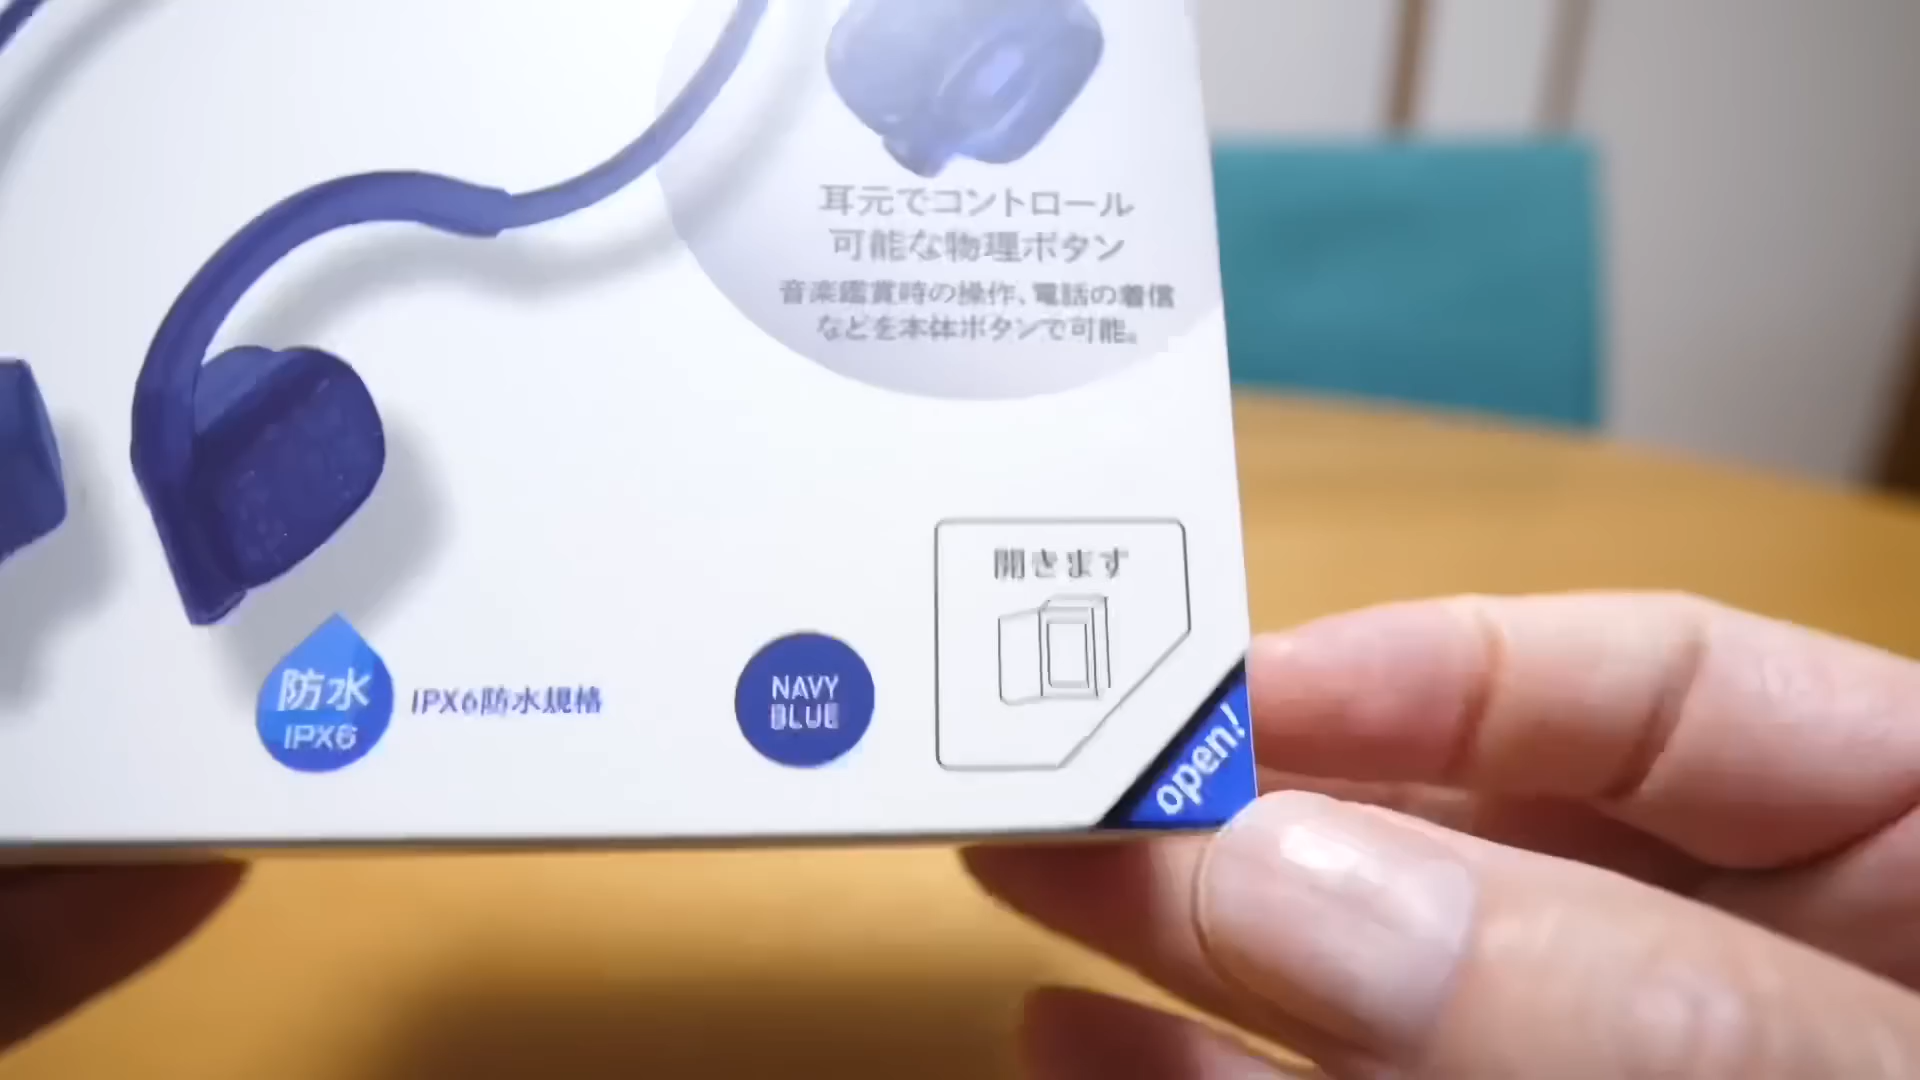 耳元でコントロール
可能な物理ボタン
音楽鑑賞時の操作、電話の着信
などを本体ボタンで可能。
開きます
防水
IPX6
IPX6防水規格
NAVY
BLUE
open!